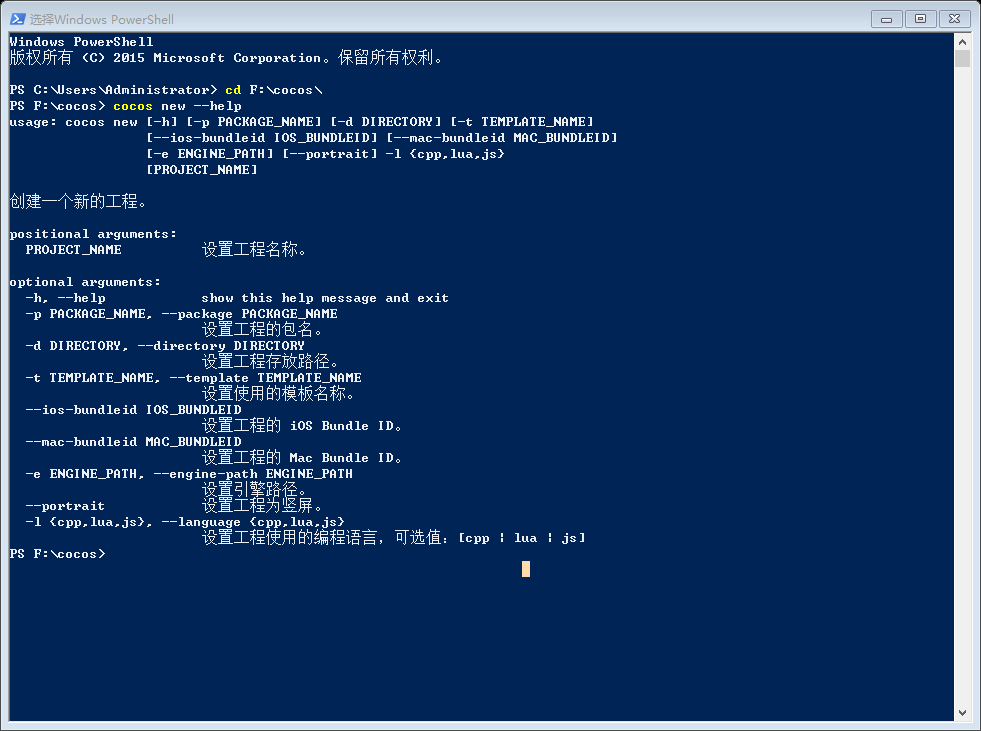 选择Windows PowerShell
Windows PowerShell
版权所有 (C) 2015 Microsoft Corporation。保留所有权利。
PS C:\Users\Administrator> cd F:\cocos\
PS F:\cocos> cocos new --help
usage: cocos new [-h] [-p PACKAGE_NAME] [-d DIRECTORY] [-t TEMPLATE_NAME]
[--ios-bundleid IOS_BUNDLEID] [--mac-bundleid MAC_BUNDLEID]
[-e ENGINE_PATH] [--portrait] -l {cpp,lua,js}
[PROJECT_NAME]
创建一个新的工程。
positional arguments:
PROJECT_NAME 设置工程名称。
optional arguments:
-h, --help show this help message and exit
-p PACKAGE_NAME, --package PACKAGE_NAME
设置工程的包名。
-d DIRECTORY, --directory DIRECTORY
设置工程存放路径。
-t TEMPLATE_NAME, --template TEMPLATE_NAME
设置使用的模板名称。
--ios-bundleid IOS_BUNDLEID
设置工程的 iOS Bundle ID。
--mac-bundleid MAC_BUNDLEID
设置工程的 Mac Bundle ID。
-e ENGINE_PATH, --engine-path ENGINE_PATH
设置引擎路径。
--portrait 设置工程为竖屏。
-l {cpp,lua,js}, --language {cpp,lua,js}
设置工程使用的编程语言，可选值：[cpp | lua | js]
PS F:\cocos>